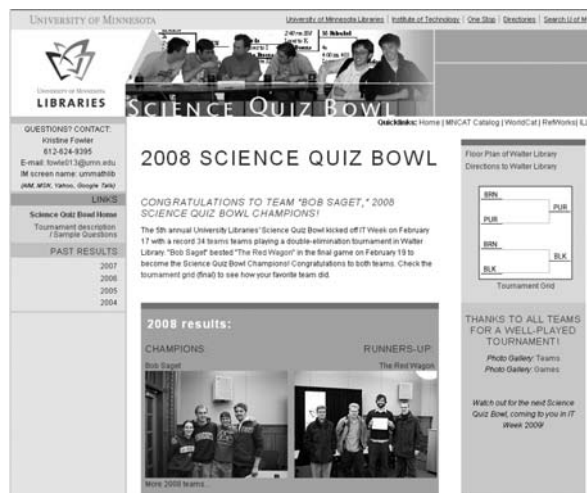 UNIVERSITY OF MINNESOTA
University of Minnesota Libraries | Institute of Technology | One Stop | Directories | Search U of M
UNIVERSITY OF MINNESOTA
LIBRARIES
SCIENCE QUIZ BOWL
Quicklinks: Home | MNCAT Catalog | WorldCat | RefWorks|
QUESTIONS? CONTACT:
Kristine Fowler
612-624-9395
E-mail: fowle013@umn.edu
IM screen name: ummathlib
(AIM, MSN, Yahoo, Google Talk)
LINKS
Science Quiz Bowl Home
Tournament description
/ Sample Questions
PAST RESULTS
2007
2006
2005
2004
2008 SCIENCE QUIZ BOWL
CONGRATULATIONS TO TEAM "BOB SAGET," 2008
SCIENCE QUIZ BOWL CHAMPIONS!
The 5th annual University Libraries' Science Quiz Bowl kicked off IT Week on February
17 with a record 34 teams teams playing a double-elimination tournament in Walter
Library. "Bob Saget" bested "The Red Wagon" in the final game on February 19 to
become the Science Quiz Bowl Champions! Congratulations to both teams. Check the
tournament grid (final) to see how your favorite team did.
2008 results:
CHAMPIONS:
RUNNERS-UP:
Bob Saget
The Red Wagon
More 2008 teams...
Floor Plan of Walter Library
Directions to Walter Library
BRN
PUR
PUR
BRN
BLK
BLK
Tournament Grid
THANKS TO ALL TEAMS
FOR A WELL-PLAYED
TOURNAMENT!
Photo Gallery: Teams
Photo Gallery: Games
Watch out for the next Science
Quiz Bowl, coming to you in IT
Week 2009!